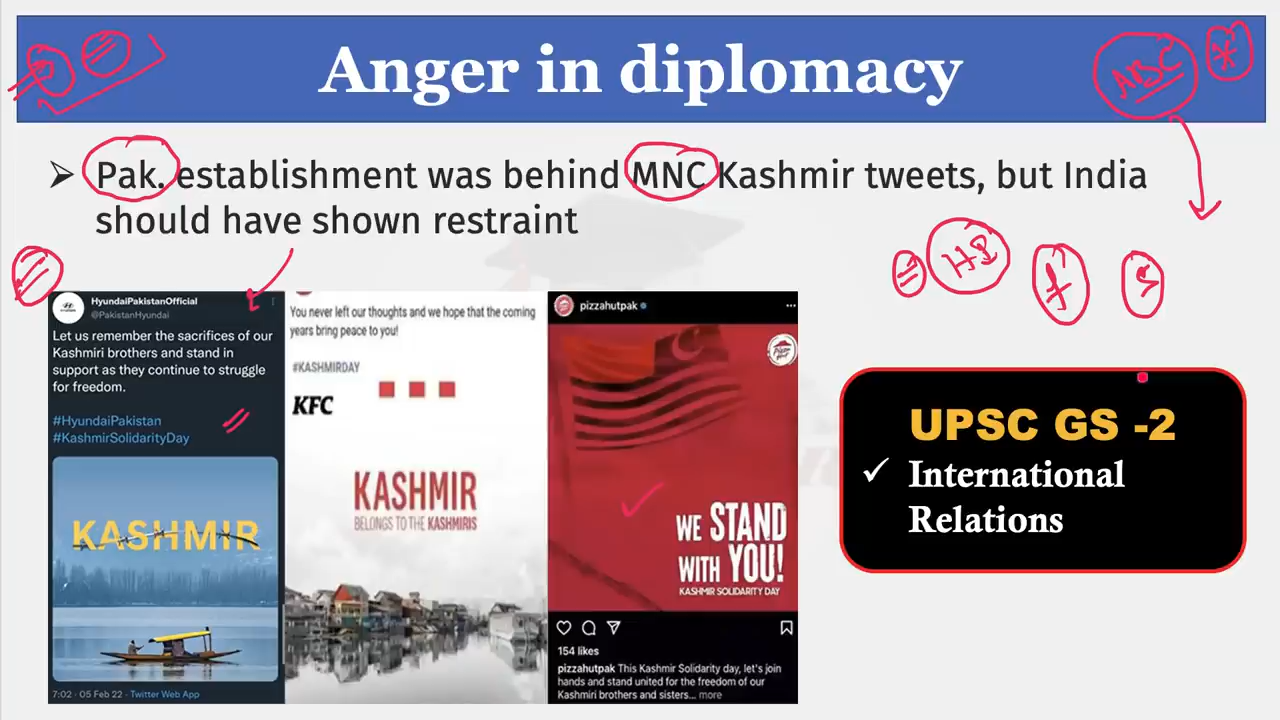 Anger in diplomacy
ABC
Pak. establishment was behind MNC Kashmir tweets, but India
should have shown restraint
HyundaiPakistanOfficial
@PakistanHyundai
Let us remember the sacrifices of our
Kashmiri brothers and stand in
support as they continue to struggle
for freedom.
#HyundaiPakistan
#KashmirSolidarityDay
KASHMIR
7:02 · 05 Feb 22 · Twitter Web App
You never left our thoughts and we hope that the coming
years bring peace to you!
#KASHMIRDAY
KFC
KASHMIR
BELONGS TO THE KASHMIRIS
pizzahutpak
WE STAND
WITH YOU!
KASHMIR SOLIDARITY DAY
154 likes
pizzahutpak This Kashmir Solidarity day, let's join
hands and stand united for the freedom of our
Kashmiri brothers and sisters... more
UPSC GS -2
✓ International
Relations